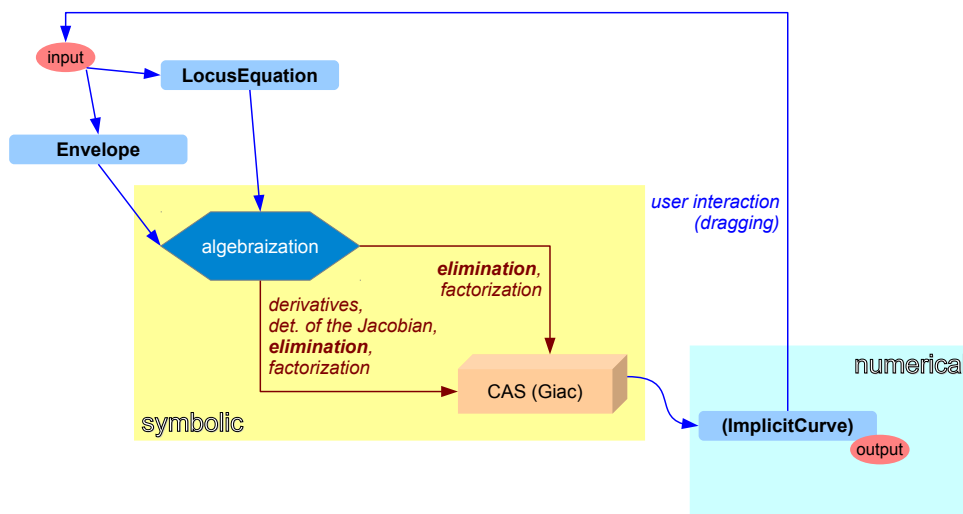 input
LocusEquation
Envelope
user interaction
(dragging)
algebraization
elimination,
factorization
derivatives,
det. of the Jacobian,
elimination,
factorization
CAS (Giac)
symbolic
numerica
(ImplicitCurve)
output